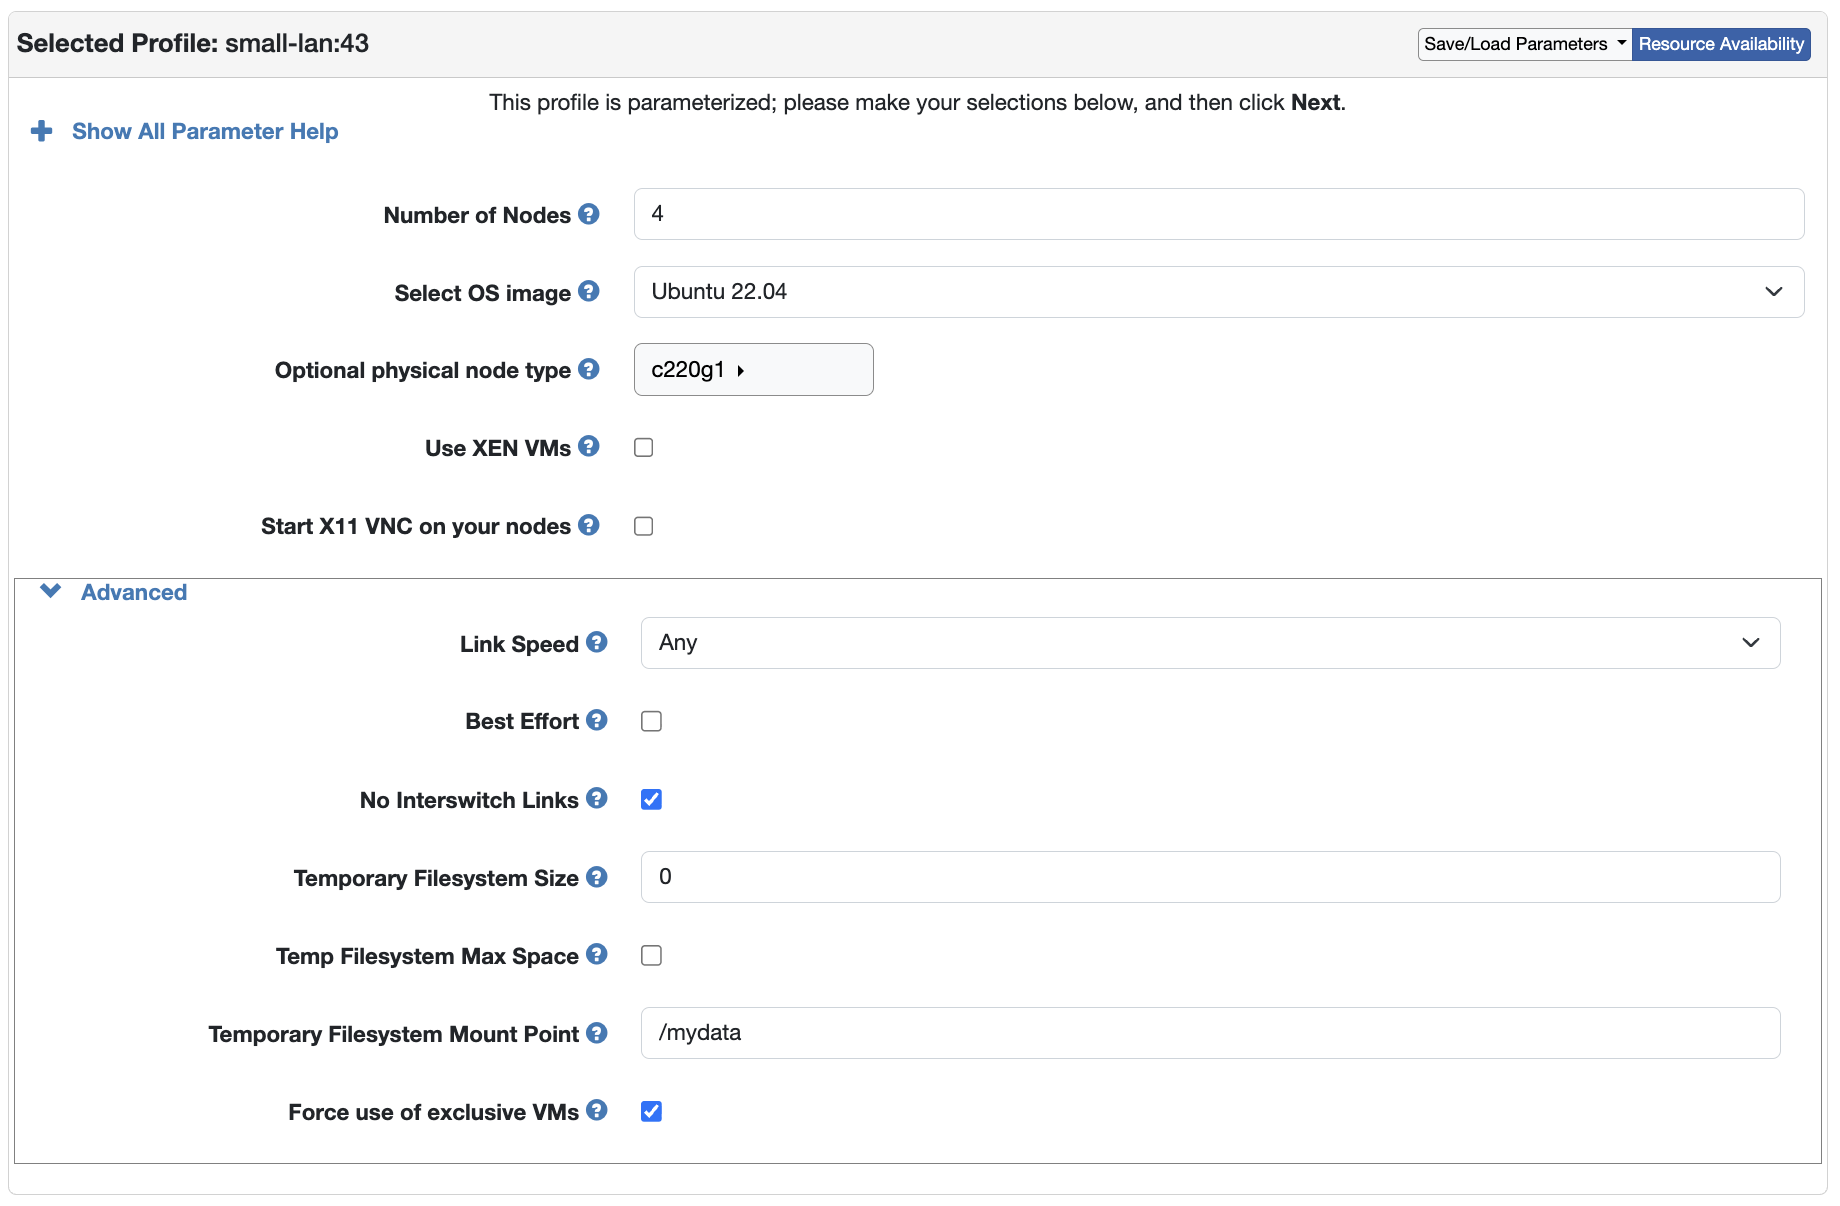 Selected Profile: small-lan:43
Save/Load Parameters Resource Availability
This profile is parameterized; please make your selections below, and then click Next.
Show All Parameter Help
Number of Nodes ? 4
Select OS image ? Ubuntu 22.04
Optional physical node type ? c220g1
Use XEN VMs ?
Start X11 VNC on your nodes ?
Advanced
Link Speed ? Any
Best Effort ?
No Interswitch Links ?
Temporary Filesystem Size ? 0
Temp Filesystem Max Space ?
Temporary Filesystem Mount Point ? /mydata
Force use of exclusive VMs ?